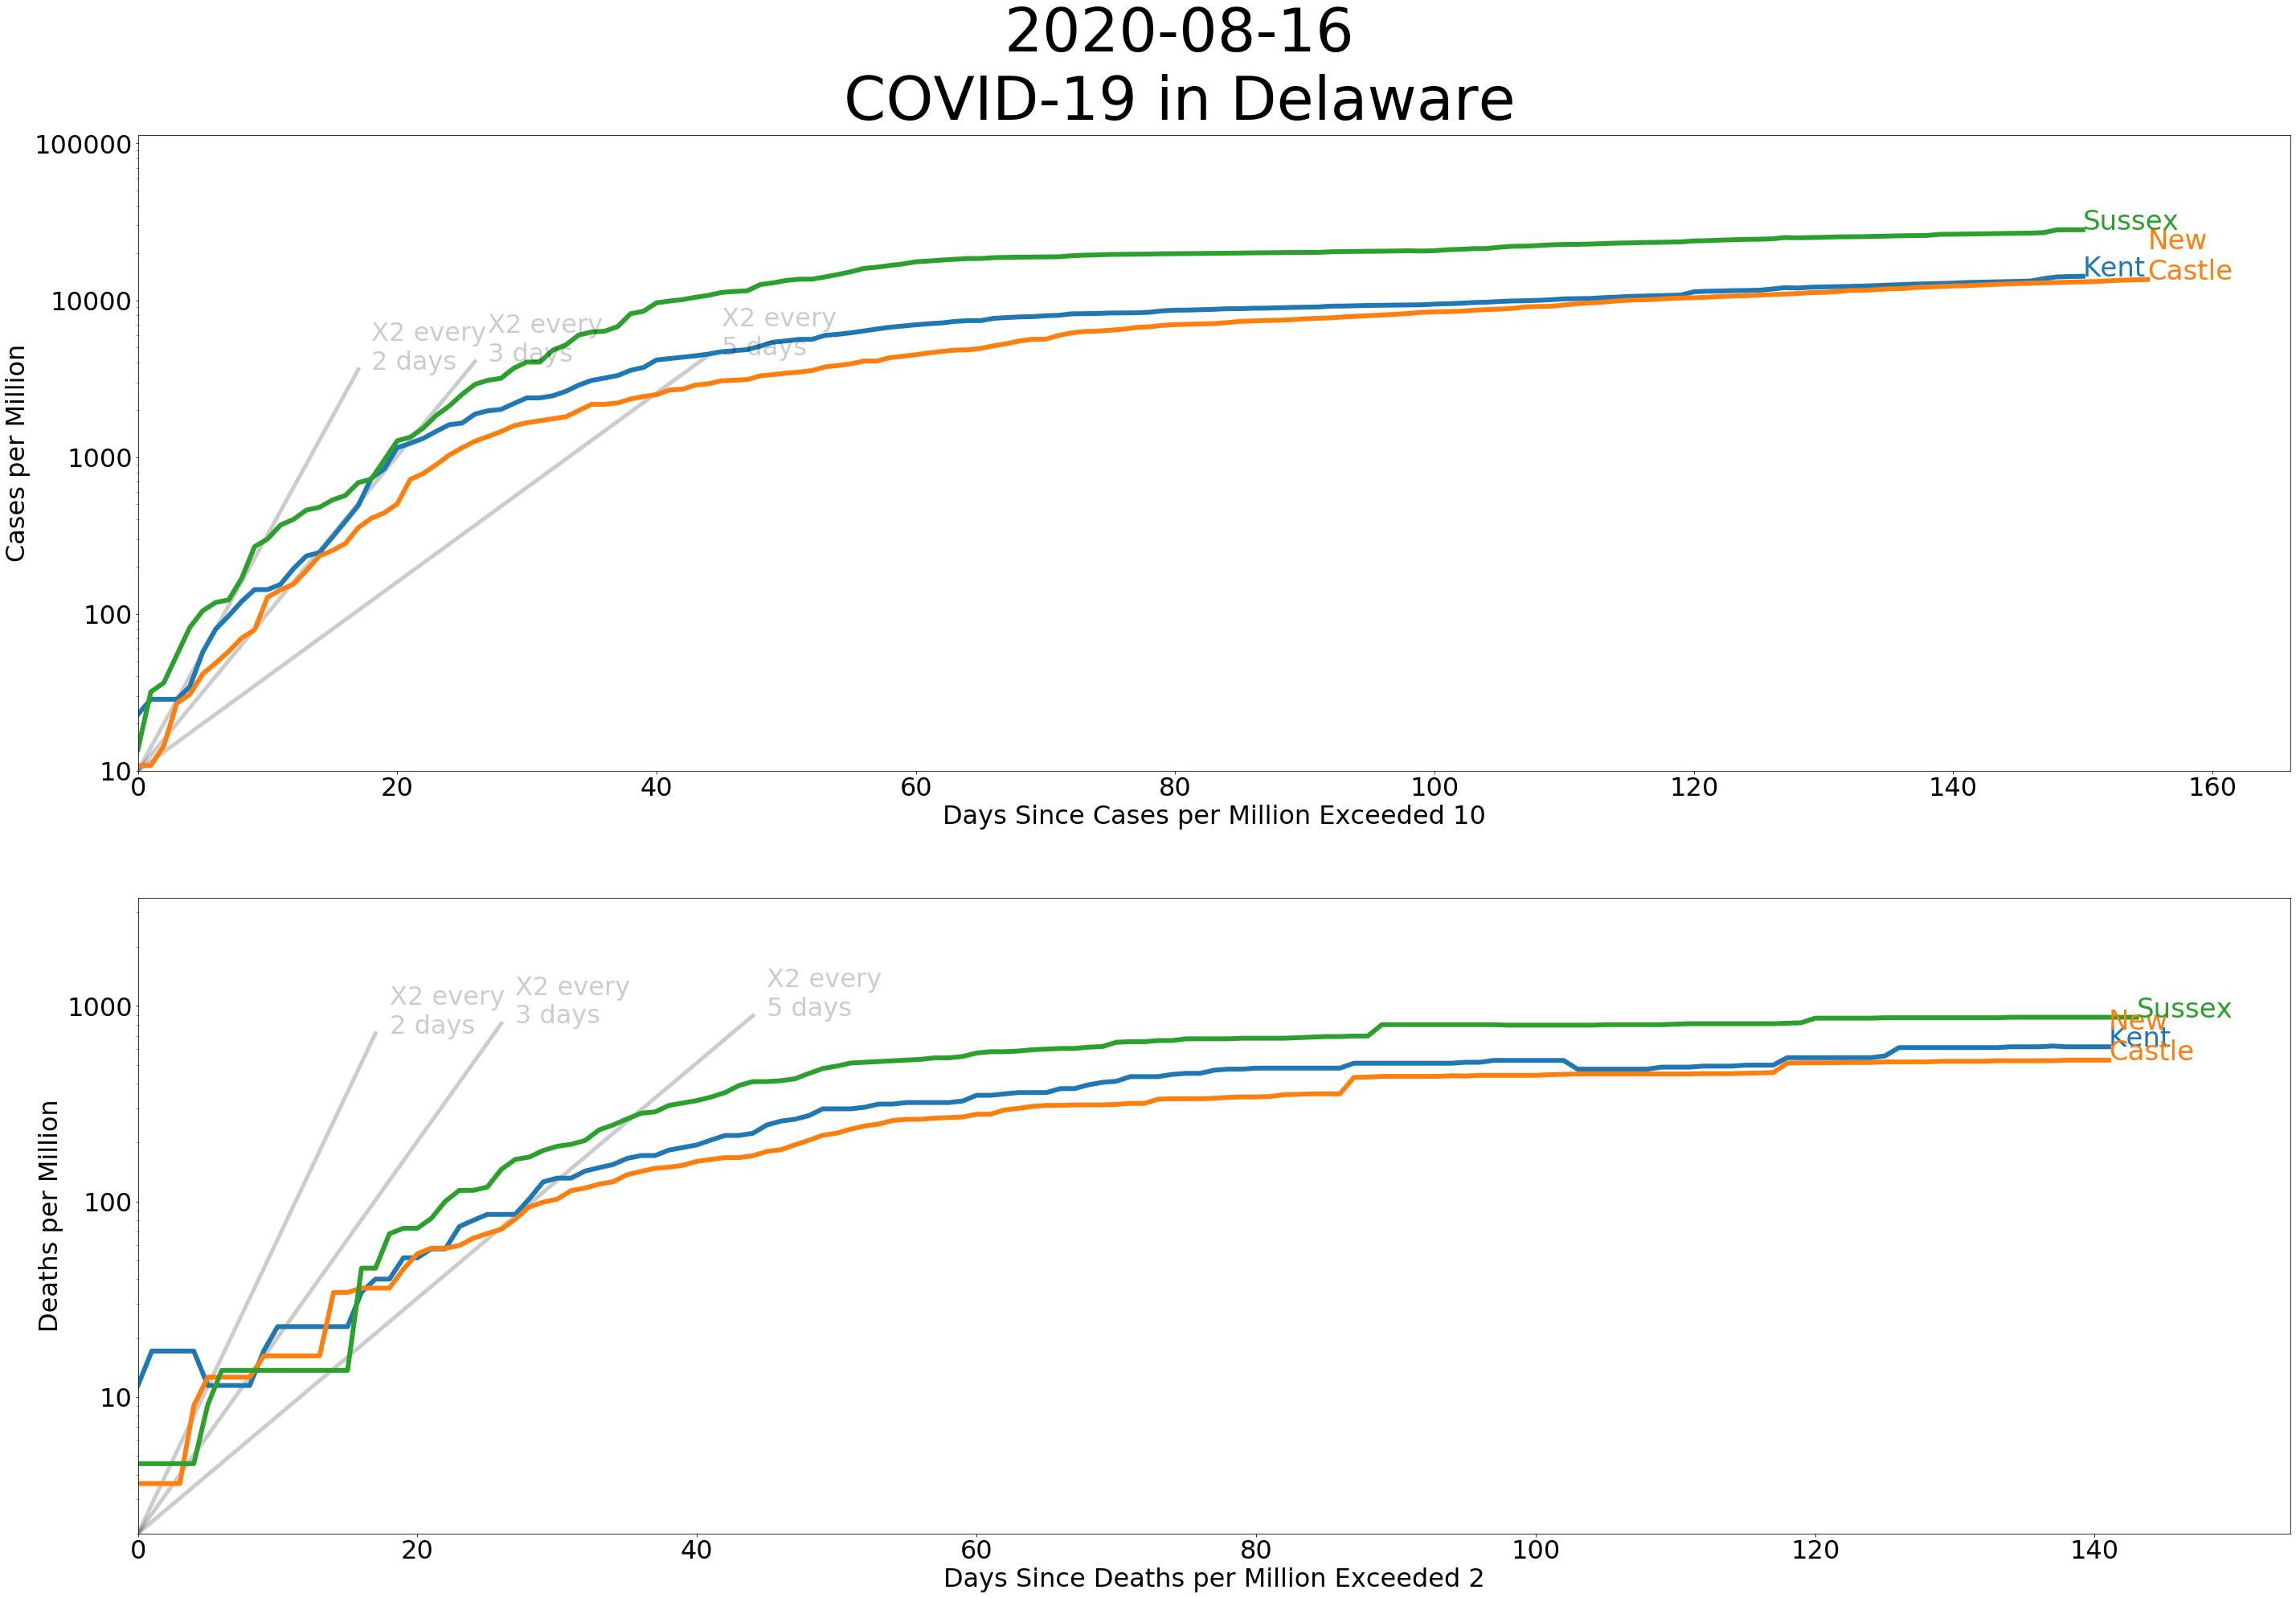 2020-08-16
COVID-19 in Delaware
100000
10000
1000
100
10
Cases per Million
X2 every
2 days
X2 every
3 days
X2 every
5 days
Sussex
New
Castle
Kent
0 20 40 60 80 100 120 140 160
Days Since Cases per Million Exceeded 10
1000
100
10
Deaths per Million
X2 every
2 days
X2 every
3 days
X2 every
5 days
Sussex
New
Castle
Kent
0 20 40 60 80 100 120 140
Days Since Deaths per Million Exceeded 2